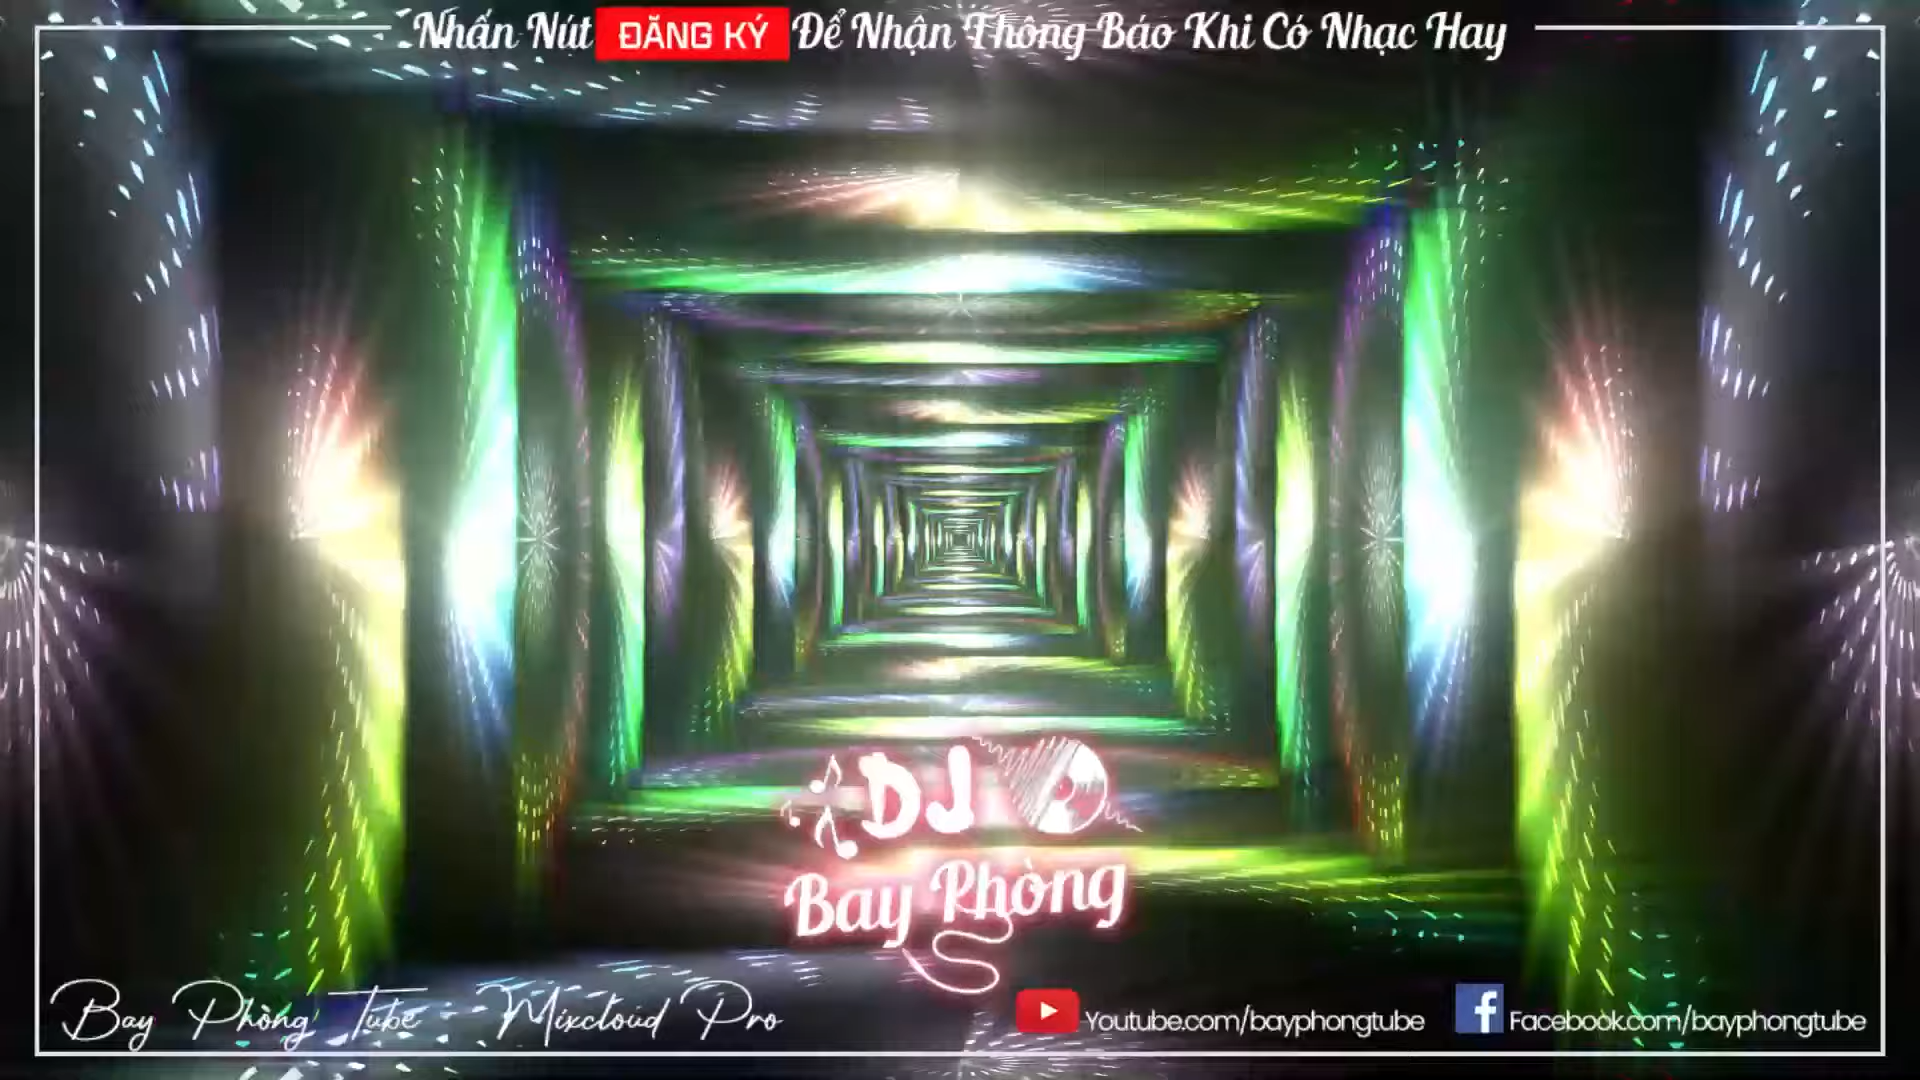 Nhấn Nút ĐĂNG KÝ Để Nhận Thông Báo Khi Có Nhạc Hay
DJ
Bay Phòng
Bay Phòng Tube - Mixcloud Pro
Youtube.com/bayphongtube
Facebook.com/bayphongtube